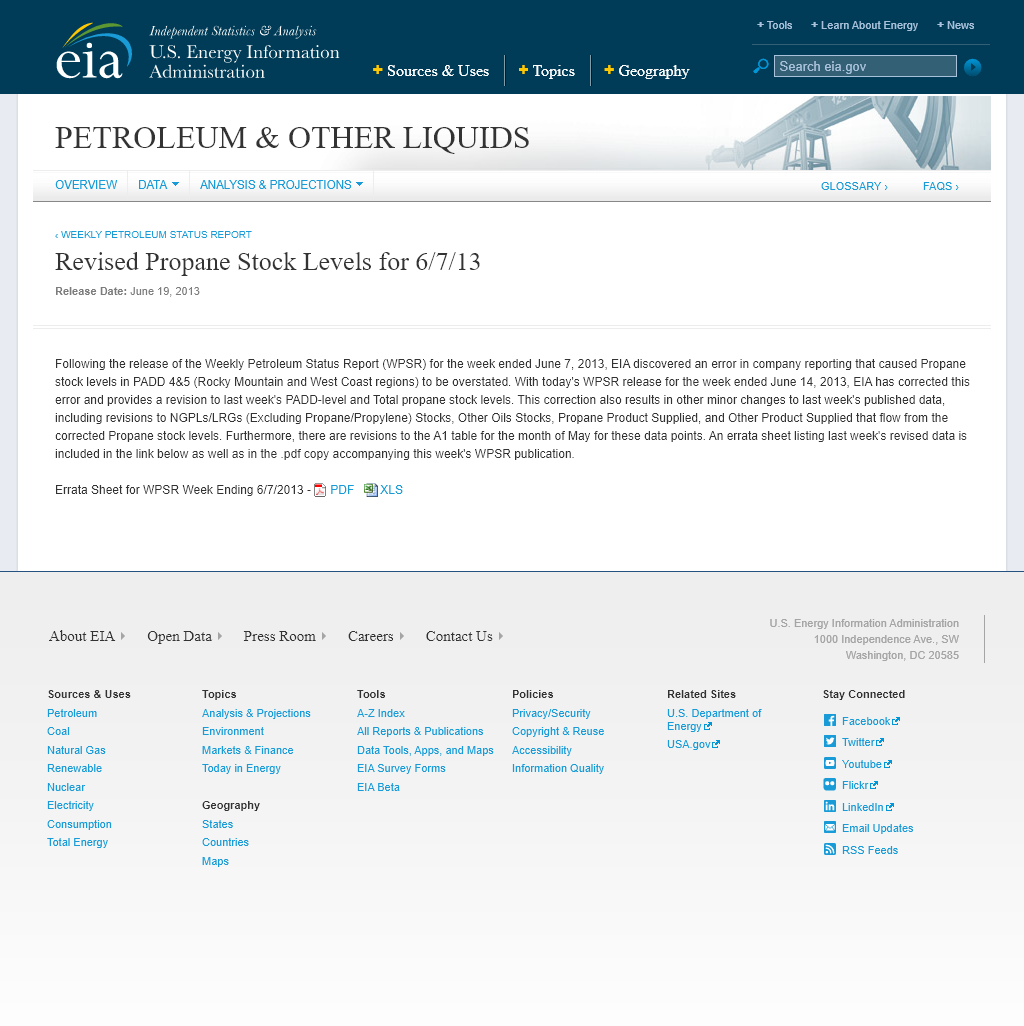 eia
Independent Statistics & Analysis
U.S. Energy Information
Administration
Sources & Uses
Topics
Geography
Tools
Learn About Energy
News
Search eia.gov
PETROLEUM & OTHER LIQUIDS
OVERVIEW
DATA
ANALYSIS & PROJECTIONS
GLOSSARY ›
FAQS ›
‹ WEEKLY PETROLEUM STATUS REPORT
Revised Propane Stock Levels for 6/7/13
Release Date: June 19, 2013
Following the release of the Weekly Petroleum Status Report (WPSR) for the week ended June 7, 2013, EIA discovered an error in company reporting that caused Propane
stock levels in PADD 4&5 (Rocky Mountain and West Coast regions) to be overstated. With today's WPSR release for the week ended June 14, 2013, EIA has corrected this
error and provides a revision to last week's PADD-level and Total propane stock levels. This correction also results in other minor changes to last week's published data,
including revisions to NGPLs/LRGs (Excluding Propane/Propylene) Stocks, Other Oils Stocks, Propane Product Supplied, and Other Product Supplied that flow from the
corrected Propane stock levels. Furthermore, there are revisions to the A1 table for the month of May for these data points. An errata sheet listing last week's revised data is
included in the link below as well as in the .pdf copy accompanying this week's WPSR publication.
Errata Sheet for WPSR Week Ending 6/7/2013 - PDF XLS
About EIA
Open Data
Press Room
Careers
Contact Us
U.S. Energy Information Administration
1000 Independence Ave., SW
Washington, DC 20585
Sources & Uses
Petroleum
Coal
Natural Gas
Renewable
Nuclear
Electricity
Consumption
Total Energy
Topics
Analysis & Projections
Environment
Markets & Finance
Today in Energy
Geography
States
Countries
Maps
Tools
A-Z Index
All Reports & Publications
Data Tools, Apps, and Maps
EIA Survey Forms
EIA Beta
Policies
Privacy/Security
Copyright & Reuse
Accessibility
Information Quality
Related Sites
U.S. Department of
Energy
USA.gov
Stay Connected
Facebook
Twitter
Youtube
Flickr
LinkedIn
Email Updates
RSS Feeds